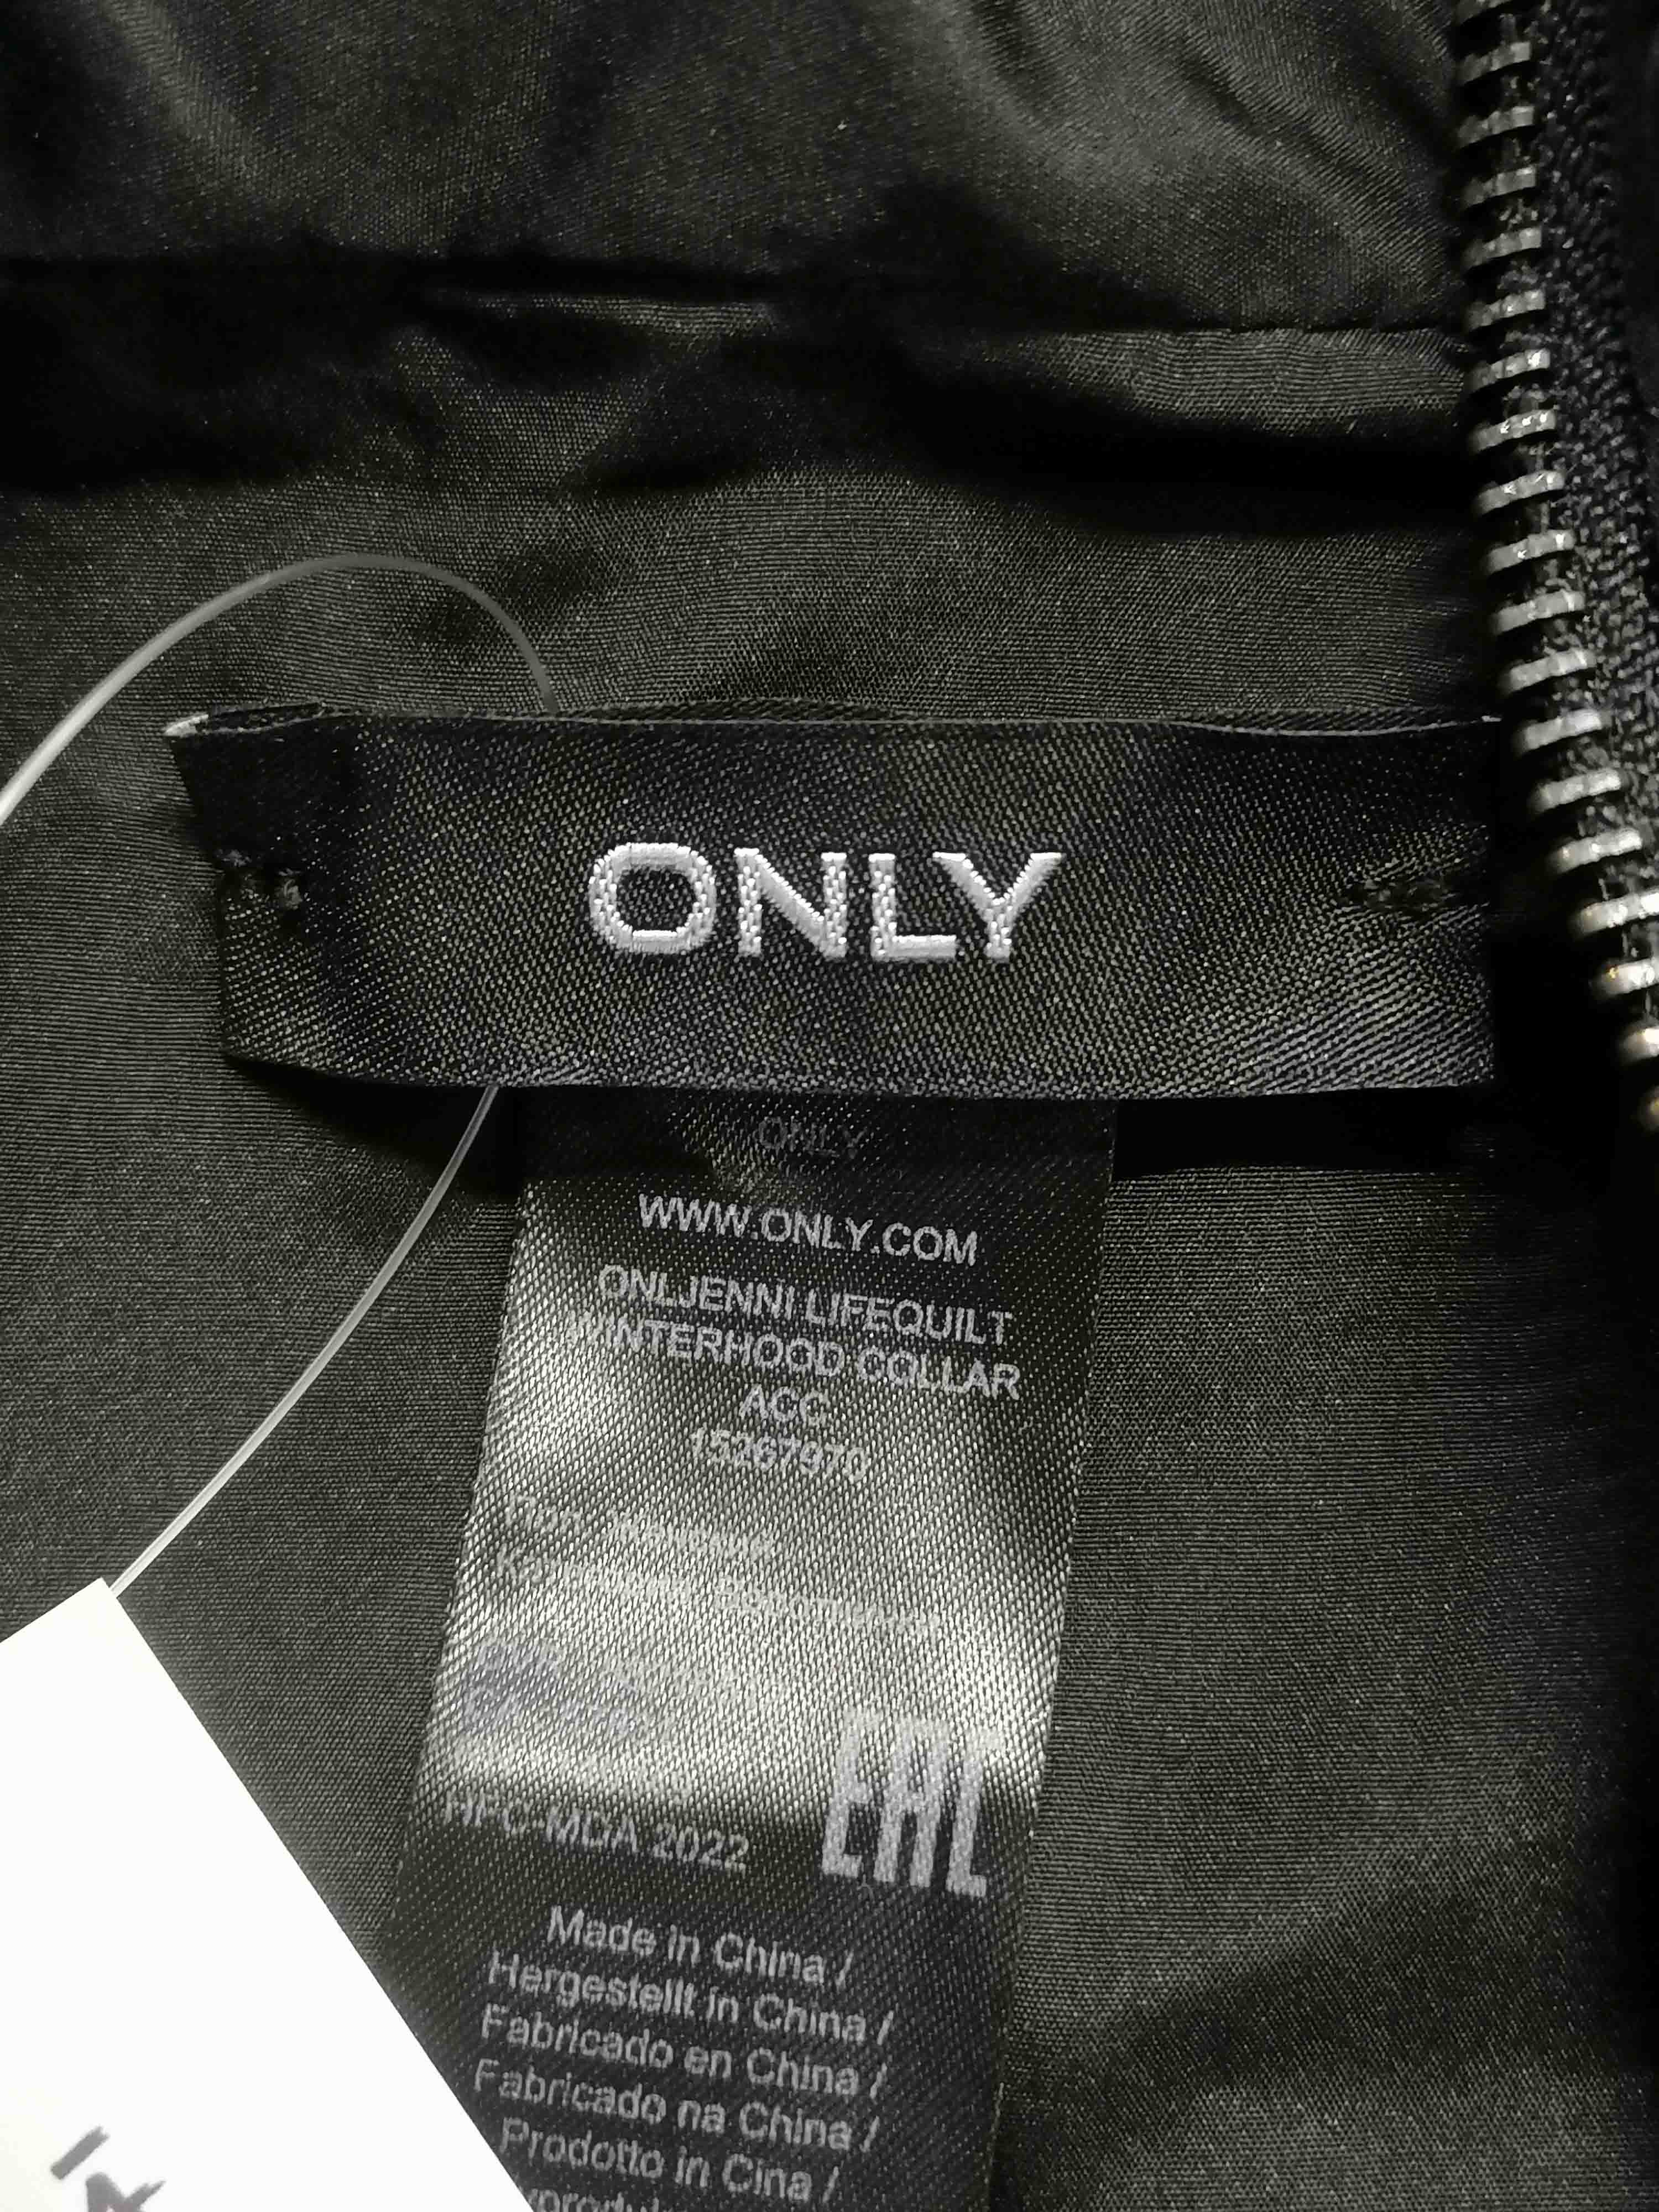 ONLY
ONLY
WWW.ONLY.COM
ONLJENNI LIFEQUILT
WINTERHOOD COLLAR
ACC
15267970
HFC-MDA 2022
EAC
Made in China /
Hergestellt in China /
Fabricado en China /
Fabricado na China /
Prodotto in Cina /